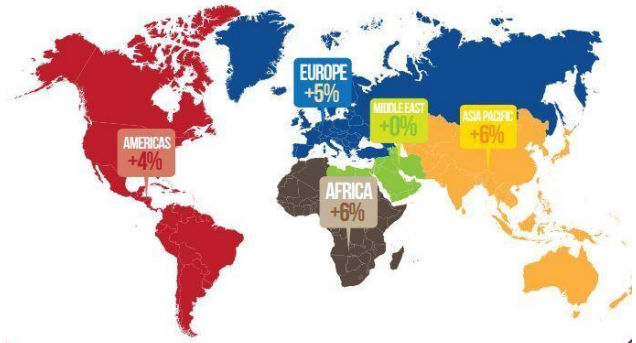 EUROPE
+5%
MIDDLE EAST
+0%
ASIA PACIFIC
+6%
AMERICAS
+4%
AFRICA
+6%